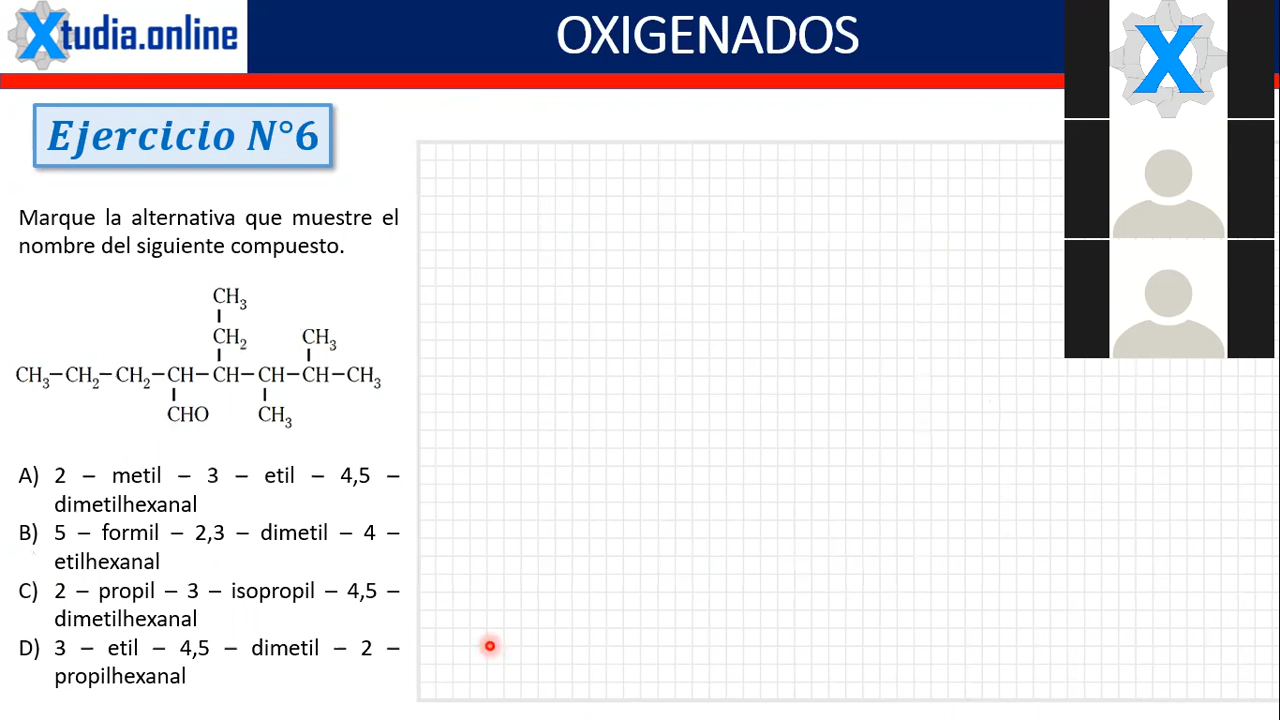 Xtudia.online
OXIGENADOS
X
Ejercicio N°6
Marque la alternativa que muestre el
nombre del siguiente compuesto.
CH₃
CH₂ CH₃
CH₃–CH₂–CH₂–CH–CH–CH–CH–CH₃
CHO CH₃
A) 2 – metil – 3 – etil – 4,5 –
dimetilhexanal
B) 5 – formil – 2,3 – dimetil – 4 –
etilhexanal
C) 2 – propil – 3 – isopropil – 4,5 –
dimetilhexanal
D) 3 – etil – 4,5 – dimetil – 2 –
propilhexanal